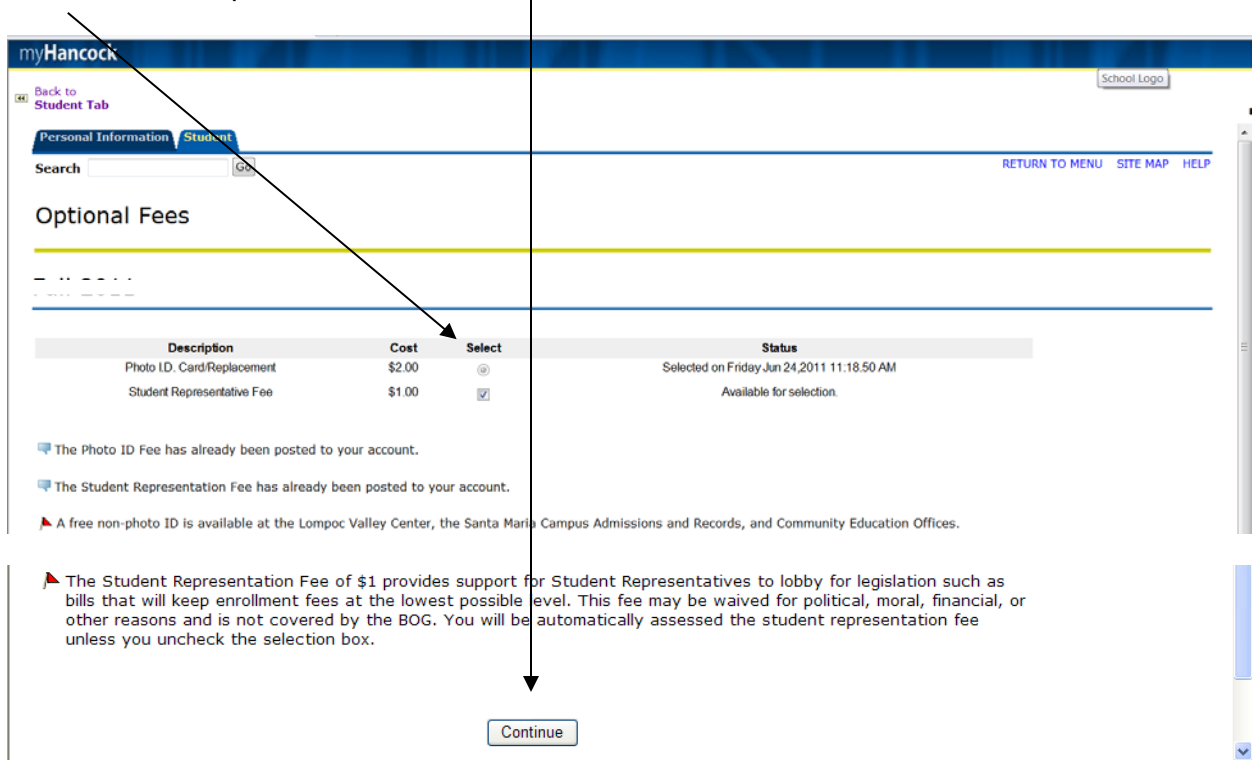 myHancock
School Logo
Back to
Student Tab
Personal Information Student
Search Go RETURN TO MENU SITE MAP HELP
Optional Fees
Description Cost Select Status
Photo I.D. Card/Replacement $2.00 Selected on Friday Jun 24,2011 11:18.50 AM
Student Representative Fee $1.00 Available for selection.
The Photo ID Fee has already been posted to your account.
The Student Representation Fee has already been posted to your account.
A free non-photo ID is available at the Lompoc Valley Center, the Santa Maria Campus Admissions and Records, and Community Education Offices.
The Student Representation Fee of $1 provides support for Student Representatives to lobby for legislation such as
bills that will keep enrollment fees at the lowest possible level. This fee may be waived for political, moral, financial, or
other reasons and is not covered by the BOG. You will be automatically assessed the student representation fee
unless you uncheck the selection box.
Continue